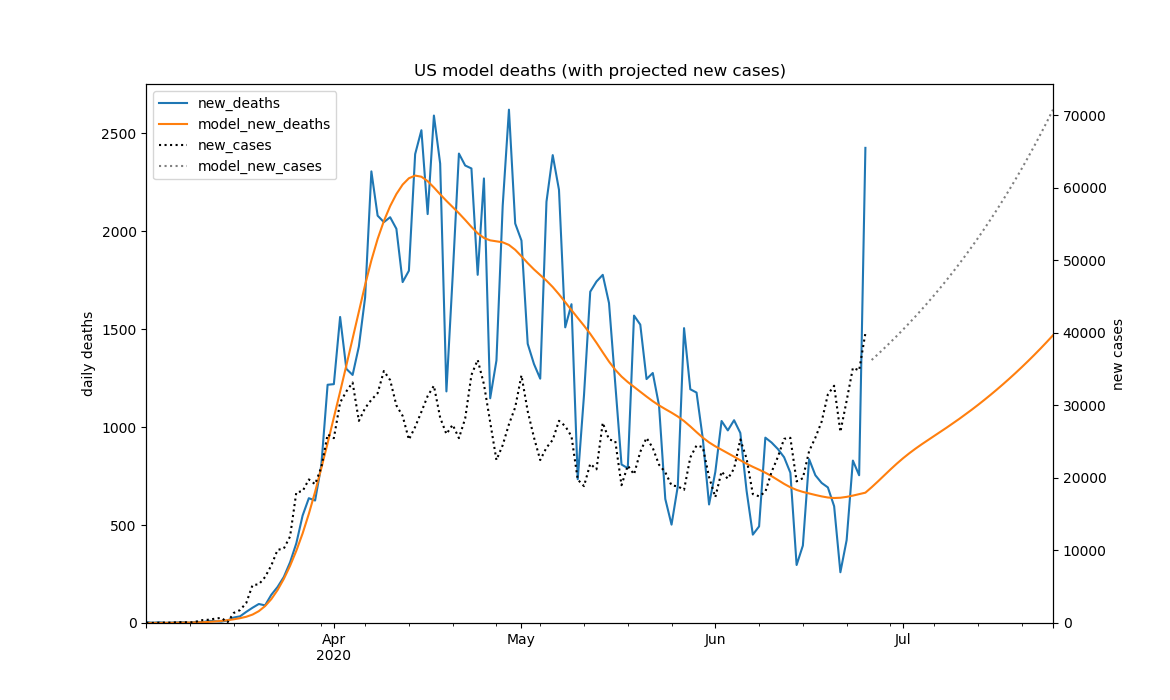 US model deaths (with projected new cases)
new_deaths
model_new_deaths
new_cases
model_new_cases
2500
2000
1500
1000
500
0
daily deaths
70000
60000
50000
40000
30000
20000
10000
0
new cases
Apr
2020
May
Jun
Jul